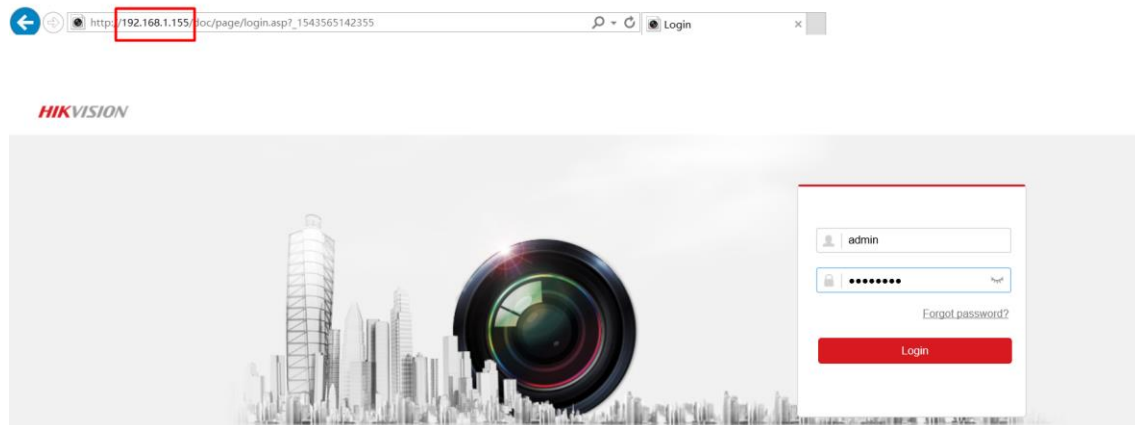 http://192.168.1.155/doc/page/login.asp?_1543565142355
Login
HIKVISION
admin
••••••••
Forgot password?
Login